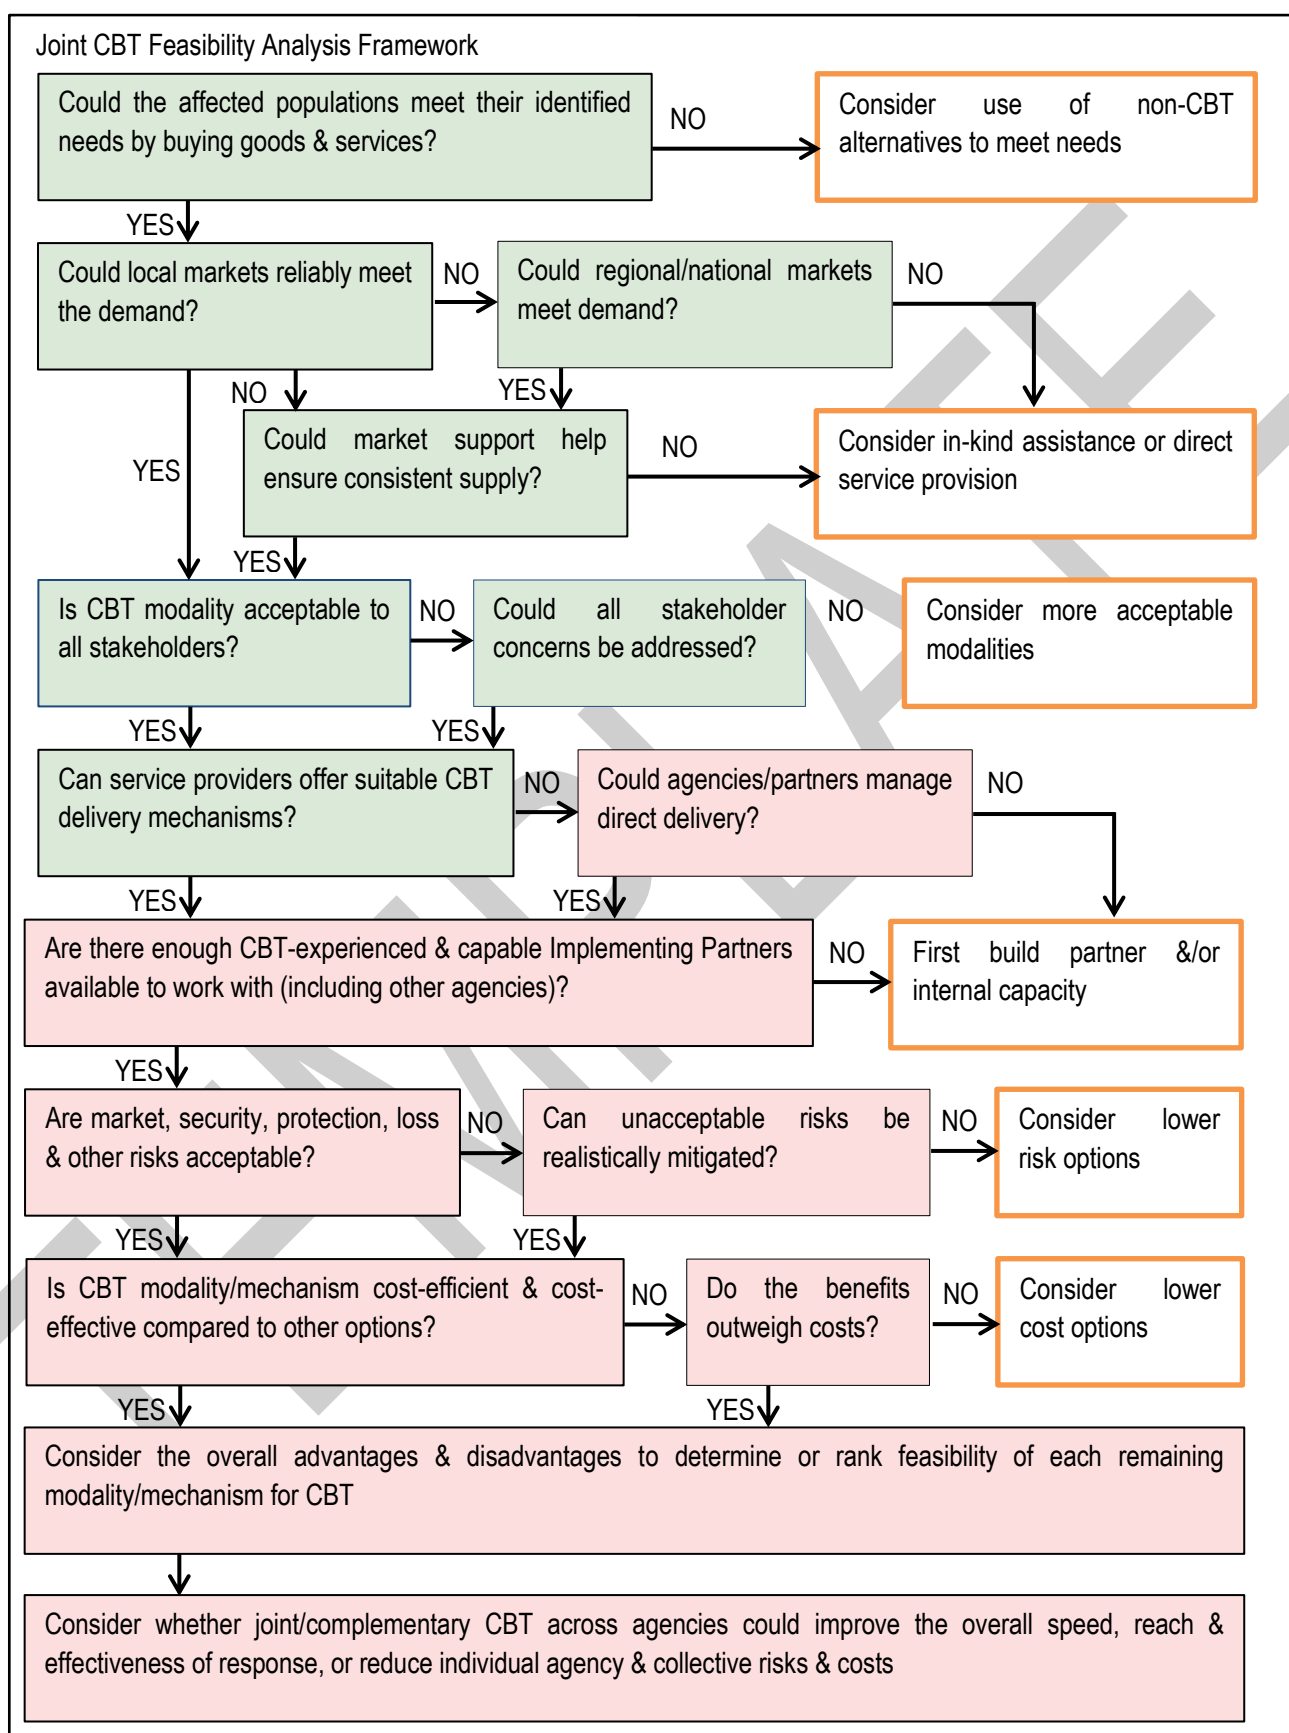 Joint CBT Feasibility Analysis Framework
Could the affected populations meet their identified
needs by buying goods & services?
NO
Consider use of non-CBT
alternatives to meet needs
YES
Could local markets reliably meet
the demand?
NO
Could regional/national markets
meet demand?
NO
NO
YES
Could market support help
ensure consistent supply?
NO
Consider in-kind assistance or direct
service provision
YES
YES
Is CBT modality acceptable to
all stakeholders?
NO
Could all stakeholder
concerns be addressed?
NO
Consider more acceptable
modalities
YES
YES
Can service providers offer suitable CBT
delivery mechanisms?
NO
Could agencies/partners manage
direct delivery?
NO
YES
YES
Are there enough CBT-experienced & capable Implementing Partners
available to work with (including other agencies)?
NO
First build partner &/or
internal capacity
YES
Are market, security, protection, loss
& other risks acceptable?
NO
Can unacceptable risks be
realistically mitigated?
NO
Consider lower
risk options
YES
YES
Is CBT modality/mechanism cost-efficient & cost-
effective compared to other options?
NO
Do the benefits
outweigh costs?
NO
Consider lower
cost options
YES
YES
Consider the overall advantages & disadvantages to determine or rank feasibility of each remaining
modality/mechanism for CBT
Consider whether joint/complementary CBT across agencies could improve the overall speed, reach &
effectiveness of response, or reduce individual agency & collective risks & costs
TEMPLATE